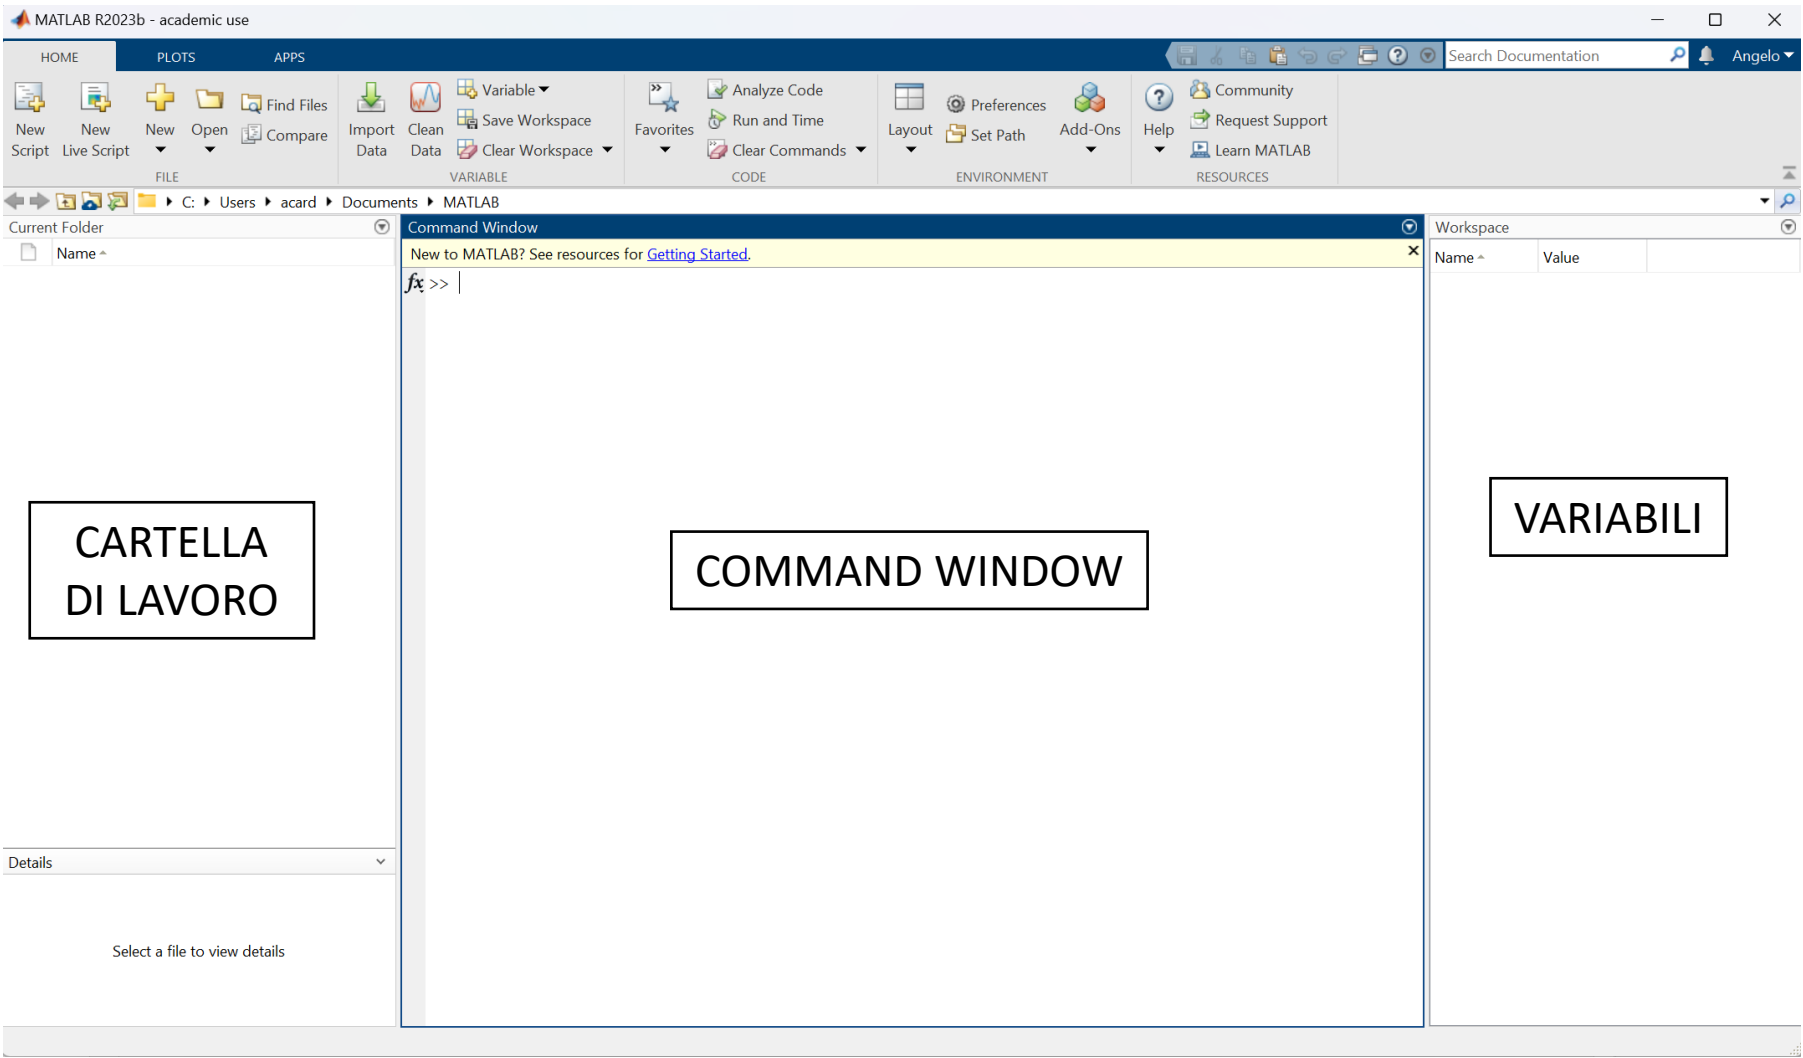 MATLAB R2023b - academic use
HOME PLOTS APPS
Search Documentation
Angelo
New Script
New Live Script
New
Open
Find Files
Compare
FILE
Import Data
Clean Data
Variable
Save Workspace
Clear Workspace
VARIABLE
Favorites
Analyze Code
Run and Time
Clear Commands
CODE
Layout
Preferences
Set Path
Add-Ons
ENVIRONMENT
Help
Community
Request Support
Learn MATLAB
RESOURCES
C: Users acard Documents MATLAB
Current Folder
Name
CARTELLA
DI LAVORO
Details
Select a file to view details
Command Window
New to MATLAB? See resources for Getting Started.
fx >>
COMMAND WINDOW
Workspace
Name Value
VARIABILI